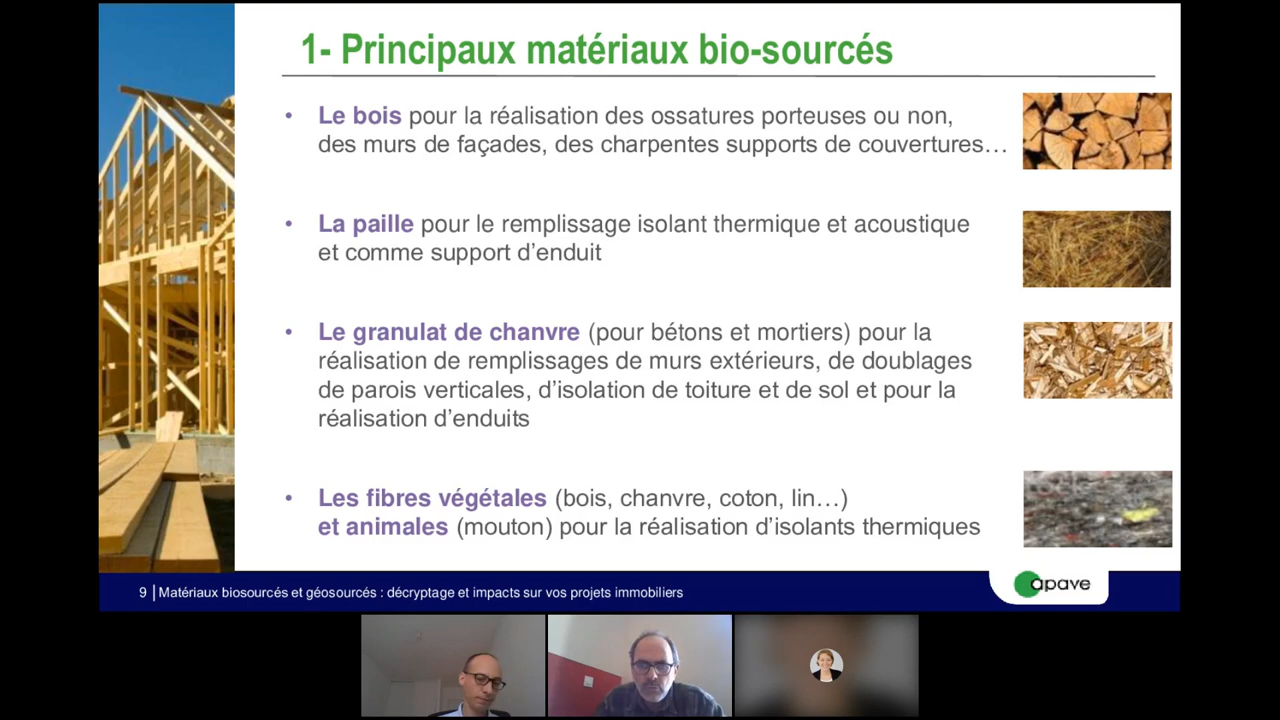 1- Principaux matériaux bio-sourcés
• Le bois pour la réalisation des ossatures porteuses ou non,
des murs de façades, des charpentes supports de couvertures…
• La paille pour le remplissage isolant thermique et acoustique
et comme support d’enduit
• Le granulat de chanvre (pour bétons et mortiers) pour la
réalisation de remplissages de murs extérieurs, de doublages
de parois verticales, d’isolation de toiture et de sol et pour la
réalisation d’enduits
• Les fibres végétales (bois, chanvre, coton, lin…)
et animales (mouton) pour la réalisation d’isolants thermiques
9 | Matériaux biosourcés et géosourcés : décryptage et impacts sur vos projets immobiliers
apave